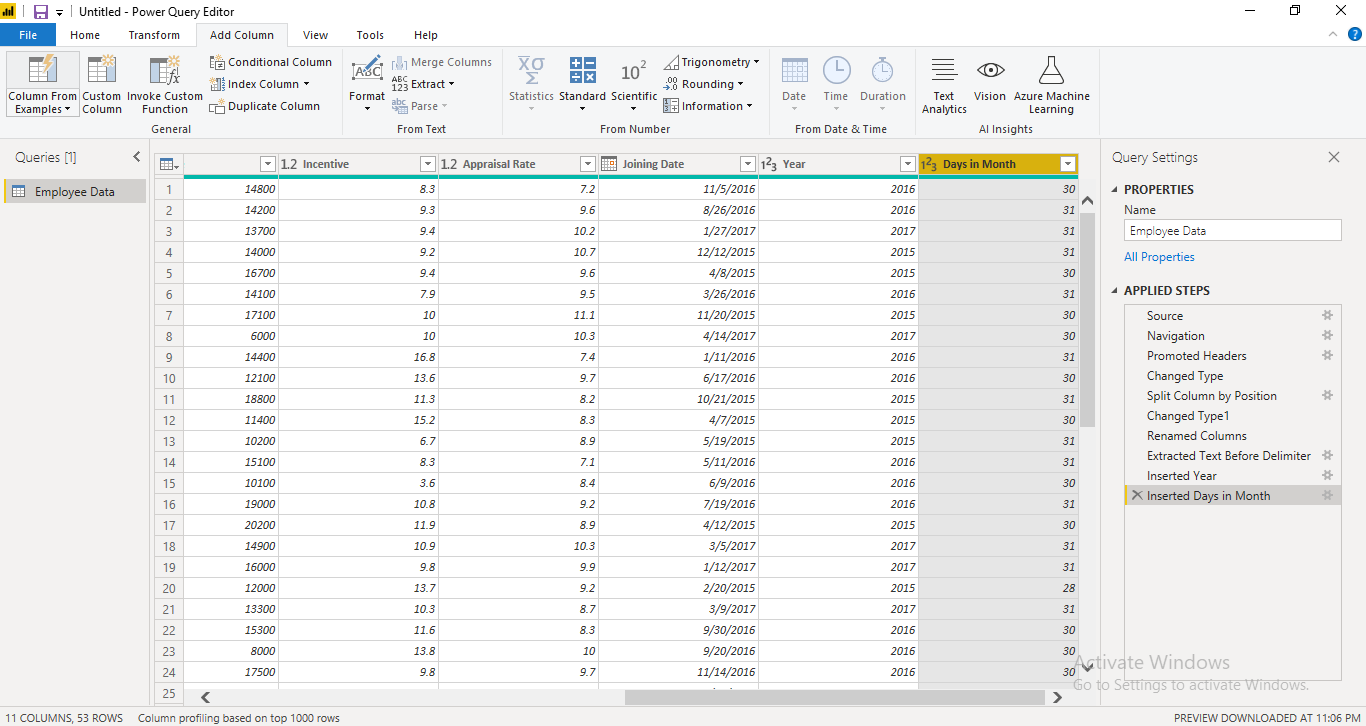 Untitled - Power Query Editor
File Home Transform Add Column View Tools Help
Column From Examples
Custom Column
Invoke Custom Function
Conditional Column
Index Column
Duplicate Column
General
Format
Merge Columns
Extract
Parse
From Text
Statistics
Standard
Scientific
Trigonometry
Rounding
Information
From Number
Date
Time
Duration
From Date & Time
Text Analytics
Vision
Azure Machine Learning
AI Insights
Queries [1]
Employee Data
1.2 Incentive 1.2 Appraisal Rate Joining Date 1²3 Year 1²3 Days in Month
1 14800 8.3 7.2 11/5/2016 2016 30
2 14200 9.3 9.6 8/26/2016 2016 31
3 13700 9.4 10.2 1/27/2017 2017 31
4 14000 9.2 10.7 12/12/2015 2015 31
5 16700 9.4 9.6 4/8/2015 2015 30
6 14100 7.9 9.5 3/26/2016 2016 31
7 17100 10 11.1 11/20/2015 2015 30
8 6000 10 10.3 4/14/2017 2017 30
9 14400 16.8 7.4 1/11/2016 2016 31
10 12100 13.6 9.7 6/17/2016 2016 30
11 18800 11.3 8.2 10/21/2015 2015 31
12 11400 15.2 8.3 4/7/2015 2015 30
13 10200 6.7 8.9 5/19/2015 2015 31
14 15100 8.3 7.1 5/11/2016 2016 31
15 10100 3.6 8.4 6/9/2016 2016 30
16 19000 10.8 9.2 7/19/2016 2016 31
17 20200 11.9 8.9 4/12/2015 2015 30
18 14900 10.9 10.3 3/5/2017 2017 31
19 16000 9.8 9.9 1/12/2017 2017 31
20 12000 13.7 9.2 2/20/2015 2015 28
21 13300 10.3 8.7 3/9/2017 2017 31
22 15300 11.6 8.3 9/30/2016 2016 30
23 8000 13.8 10 9/20/2016 2016 30
24 17500 9.8 9.7 11/14/2016 2016 30
25
Query Settings
PROPERTIES
Name
Employee Data
All Properties
APPLIED STEPS
Source
Navigation
Promoted Headers
Changed Type
Split Column by Position
Changed Type1
Renamed Columns
Extracted Text Before Delimiter
Inserted Year
Inserted Days in Month
Activate Windows
Go to Settings to activate Windows.
11 COLUMNS, 53 ROWS Column profiling based on top 1000 rows
PREVIEW DOWNLOADED AT 11:06 PM